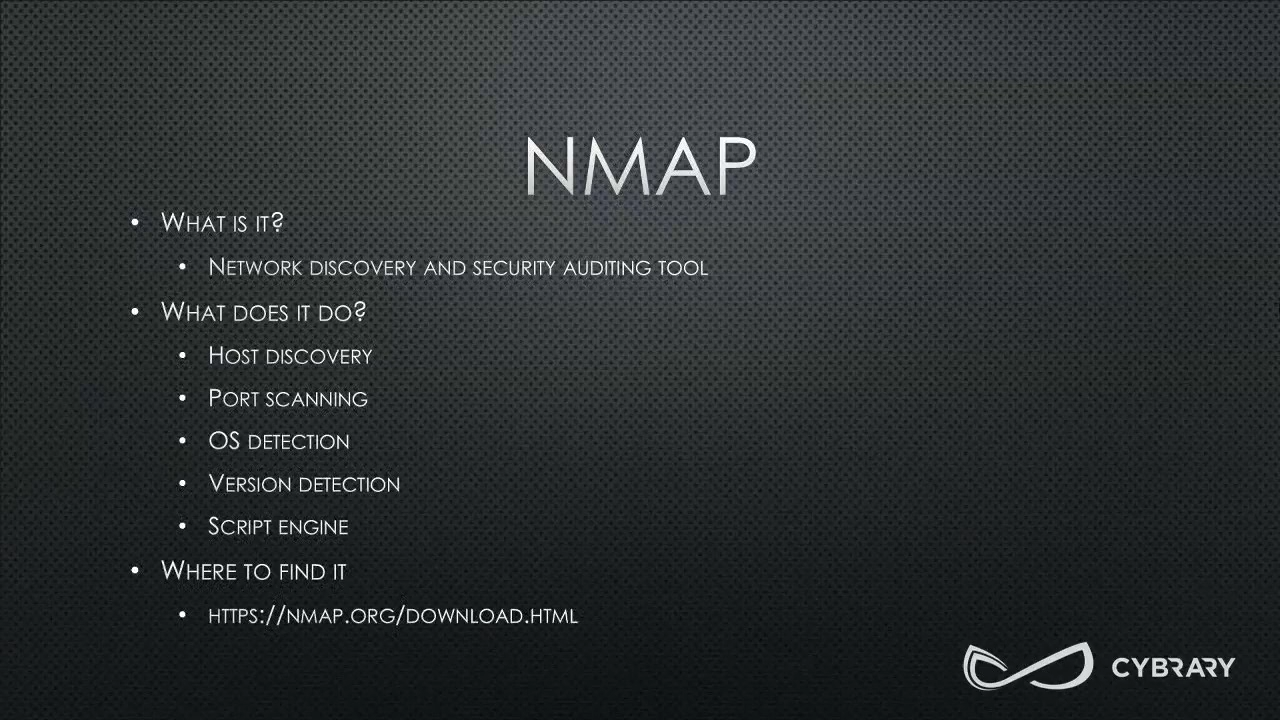 NMAP
• WHAT IS IT?
• NETWORK DISCOVERY AND SECURITY AUDITING TOOL
• WHAT DOES IT DO?
• HOST DISCOVERY
• PORT SCANNING
• OS DETECTION
• VERSION DETECTION
• SCRIPT ENGINE
• WHERE TO FIND IT
• HTTPS://NMAP.ORG/DOWNLOAD.HTML
CYBRARY